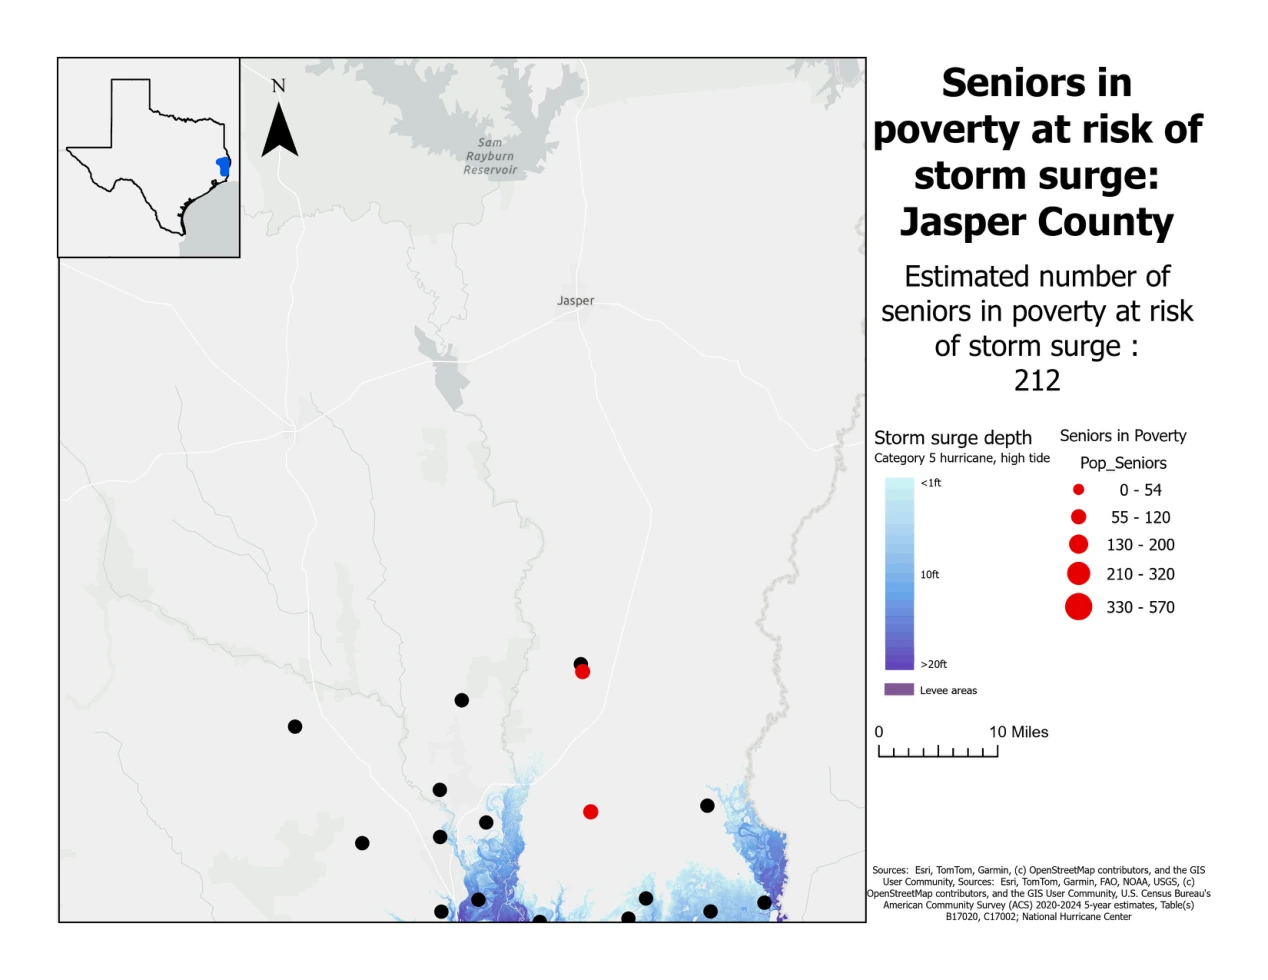 Seniors in
poverty at risk of
storm surge:
Jasper County
Estimated number of
seniors in poverty at risk
of storm surge :
212
N
Sam
Rayburn
Reservoir
Jasper
Storm surge depth
Category 5 hurricane, high tide
<1ft
10ft
>20ft
Levee areas
Seniors in Poverty
Pop_Seniors
0 - 54
55 - 120
130 - 200
210 - 320
330 - 570
0 10 Miles
Sources: Esri, TomTom, Garmin, (c) OpenStreetMap contributors, and the GIS
User Community, Sources: Esri, TomTom, Garmin, FAO, NOAA, USGS, (c)
OpenStreetMap contributors, and the GIS User Community, U.S. Census Bureau's
American Community Survey (ACS) 2020-2024 5-year estimates, Table(s)
B17020, C17002; National Hurricane Center